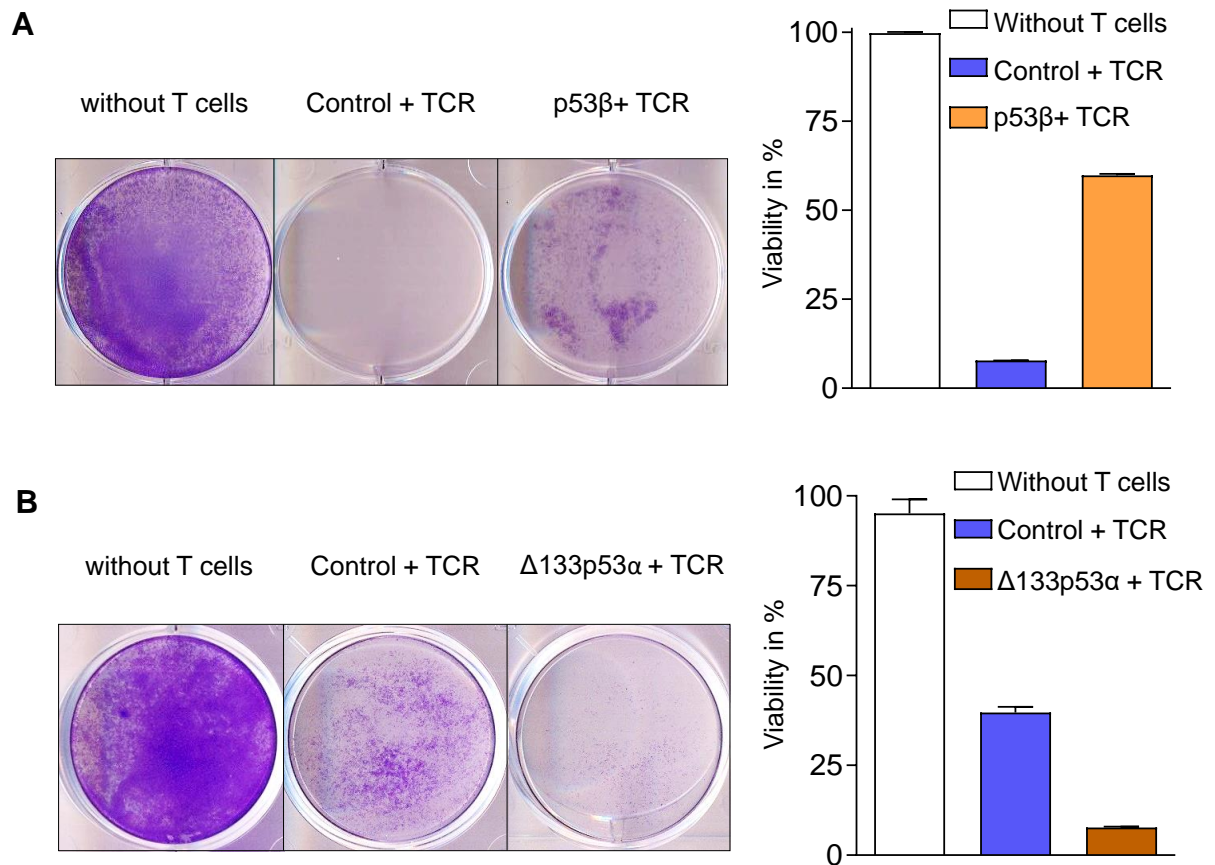 A
without T cells
Control + TCR
p53β+ TCR
Viability in %
100
75
50
25
0
Without T cells
Control + TCR
p53β+ TCR
B
without T cells
Control + TCR
Δ133p53α + TCR
Viability in %
100
75
50
25
0
Without T cells
Control + TCR
Δ133p53α + TCR